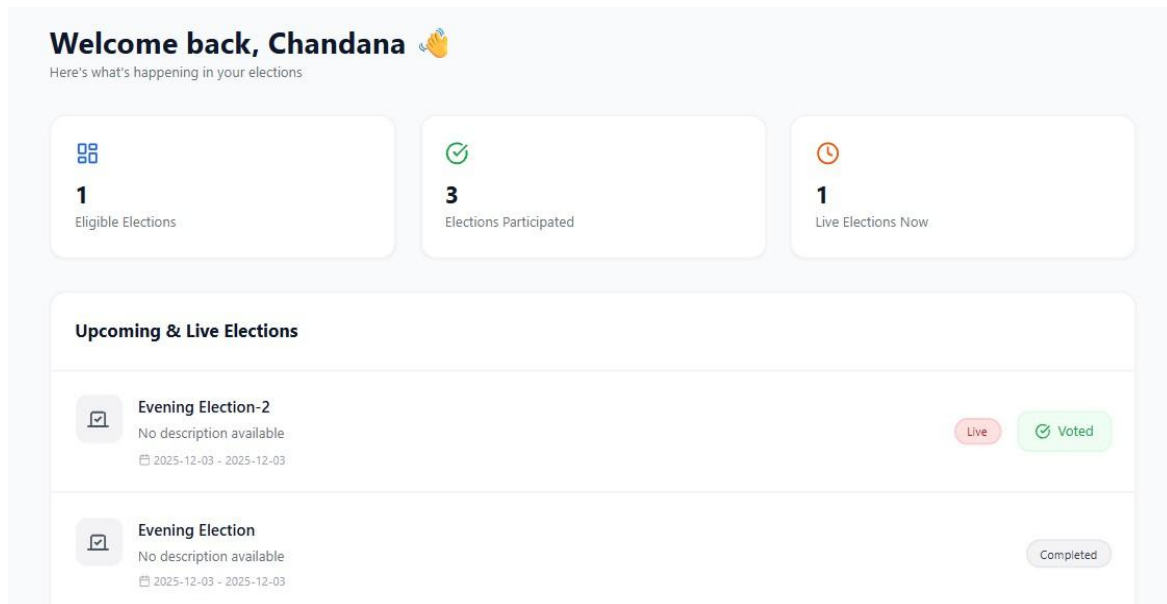 Welcome back, Chandana 👋
Here's what's happening in your elections
1
Eligible Elections
3
Elections Participated
1
Live Elections Now
Upcoming & Live Elections
Evening Election-2
No description available
2025-12-03 - 2025-12-03
Live
Voted
Evening Election
No description available
2025-12-03 - 2025-12-03
Completed